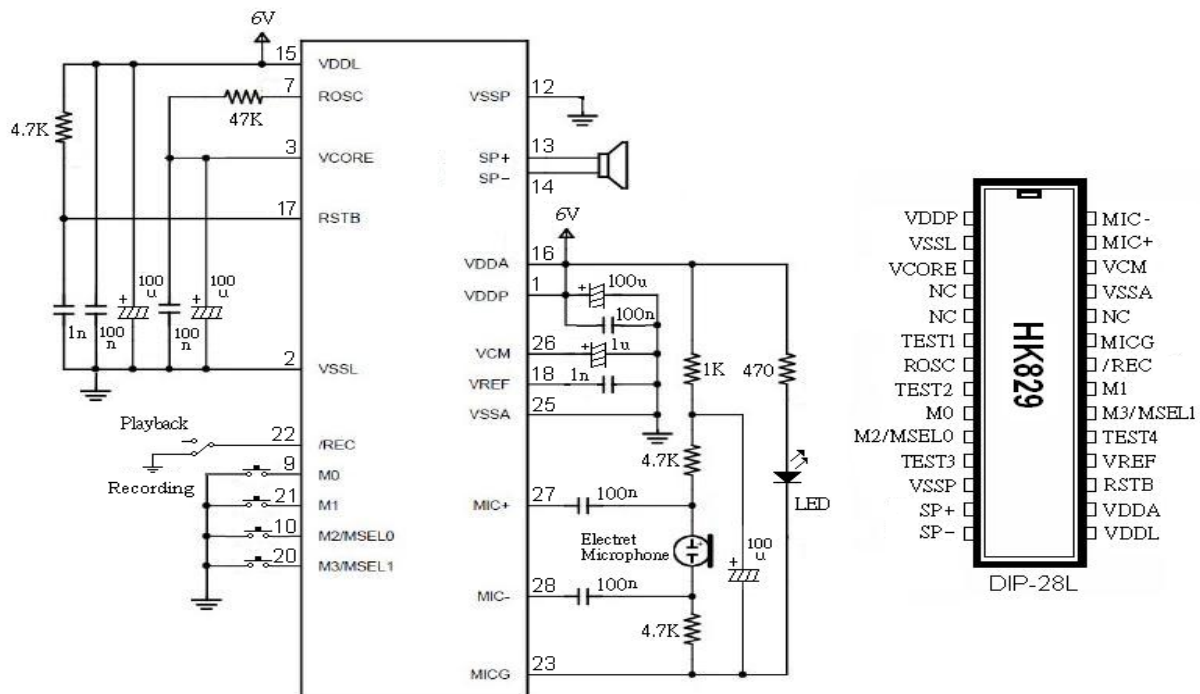 6V
15
VDDL
7
ROSC
47K
4.7K
3
VCORE
17
RSTB
1n
100n
+
100u
100n
+
100u
2
VSSL
Playback
Recording
22
/REC
9
M0
21
M1
10
M2/MSEL0
20
M3/MSEL1
VSSP
12
SP+
13
SP-
14
6V
VDDA
16
VDDP
1
+
100u
100n
VCM
26
+
1u
VREF
18
1n
VSSA
25
1K
470
4.7K
LED
MIC+
27
100n
Electret
Microphone
+
+
100u
MIC-
28
100n
4.7K
MICG
23
VDDP
VSSL
VCORE
NC
NC
TEST1
ROSC
TEST2
M0
M2/MSEL0
TEST3
VSSP
SP+
SP-
HK829
MIC-
MIC+
VCM
VSSA
NC
MICG
/REC
M1
M3/MSEL1
TEST4
VREF
RSTB
VDDA
VDDL
DIP-28L